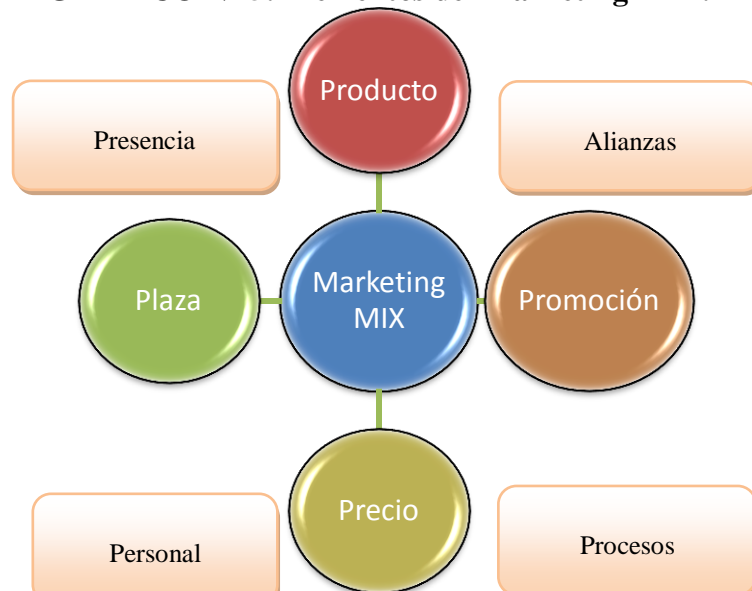 Producto
Presencia
Alianzas
Plaza
Marketing
MIX
Promoción
Precio
Personal
Procesos